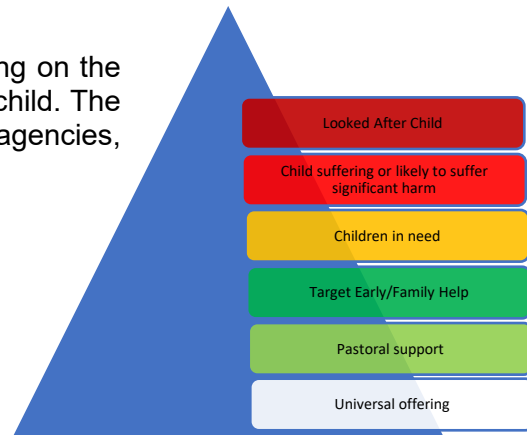 ng on the
child. The
agencies,
Looked After Child
Child suffering or likely to suffer
significant harm
Children in need
Target Early/Family Help
Pastoral support
Universal offering